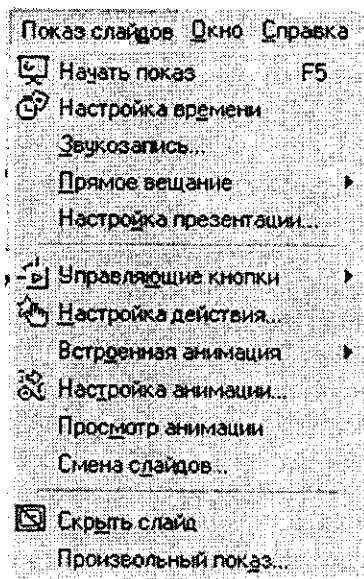 Показ слайдов Окно Справка
Начать показ F5
Настройка времени
Звукозапись...
Прямое вещание
Настройка презентации...
Управляющие кнопки
Настройка действия...
Встроенная анимация
Настройка анимации...
Просмотр анимации
Смена слайдов...
Скрыть слайд
Произвольный показ...